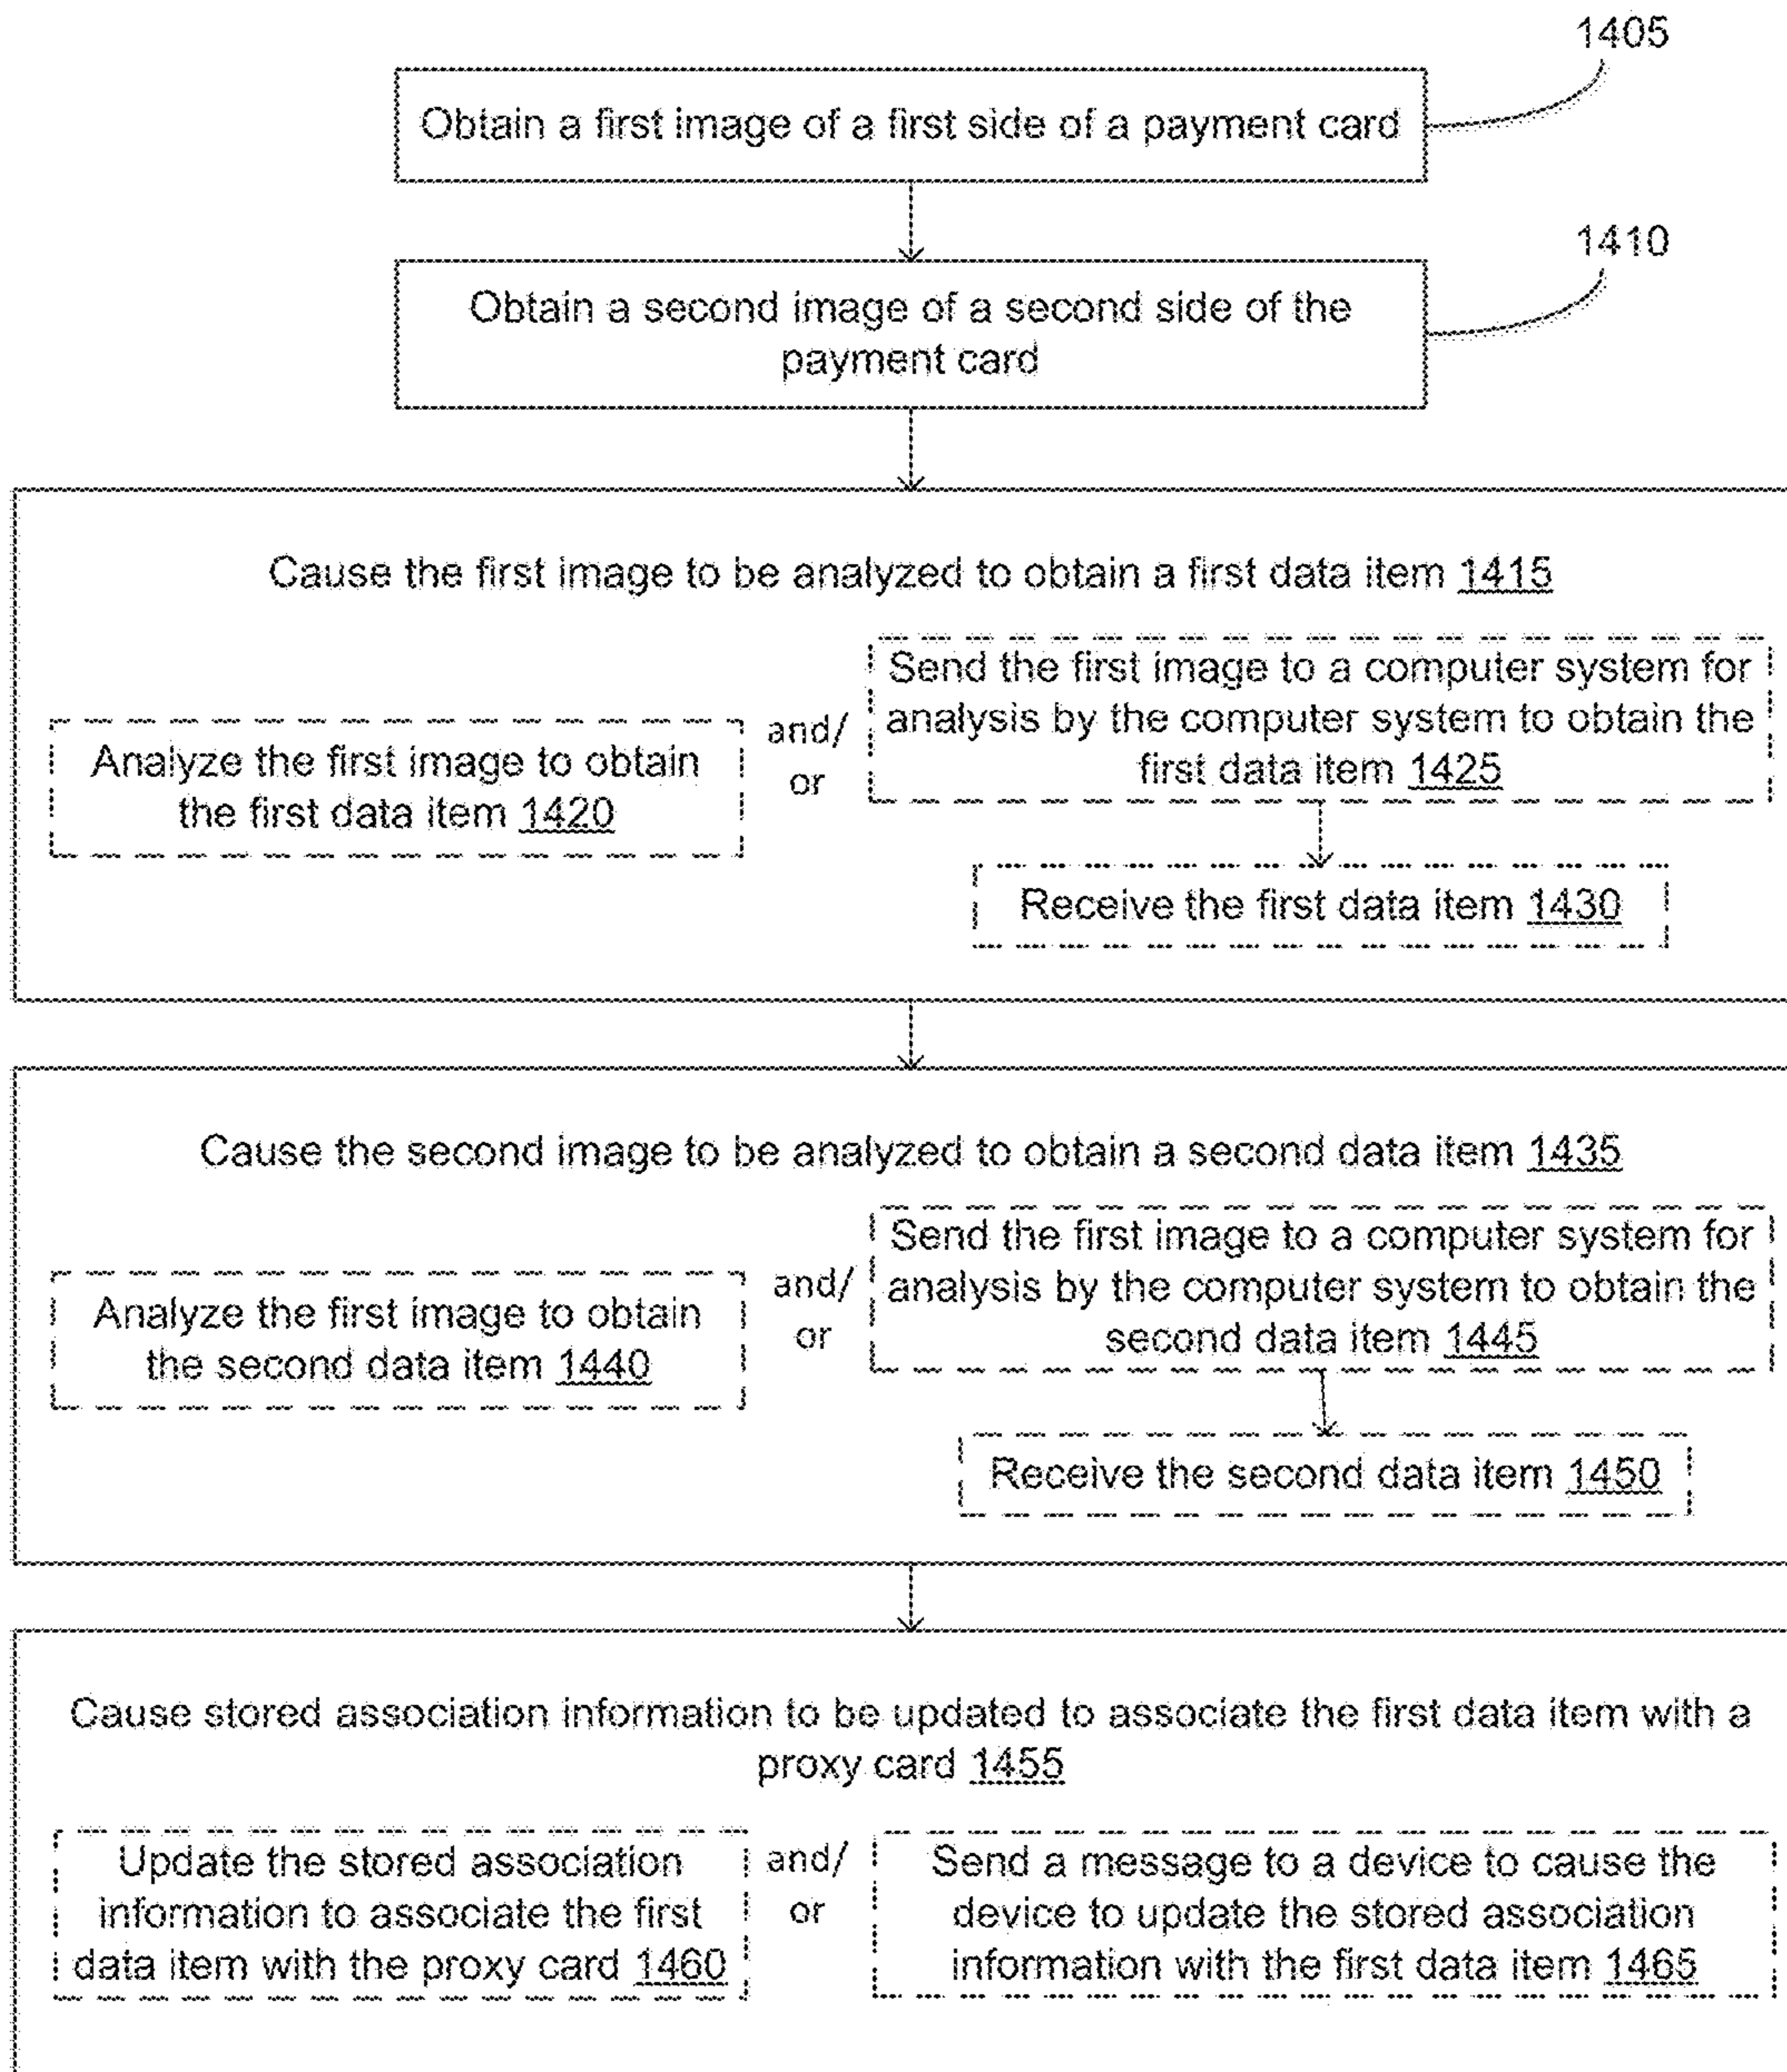 1405
Obtain a first image of a first side of a payment card
1410
Obtain a second image of a second side of the
payment card
Cause the first image to be analyzed to obtain a first data item 1415
Analyze the first image to obtain
the first data item 1420
and/
or
Send the first image to a computer system for
analysis by the computer system to obtain the
first data item 1425
Receive the first data item 1430
Cause the second image to be analyzed to obtain a second data item 1435
Analyze the first image to obtain
the second data item 1440
and/
or
Send the first image to a computer system for
analysis by the computer system to obtain the
second data item 1445
Receive the second data item 1450
Cause stored association information to be updated to associate the first data item with a
proxy card 1455
Update the stored association
information to associate the first
data item with the proxy card 1460
and/
or
Send a message to a device to cause the
device to update the stored association
information with the first data item 1465